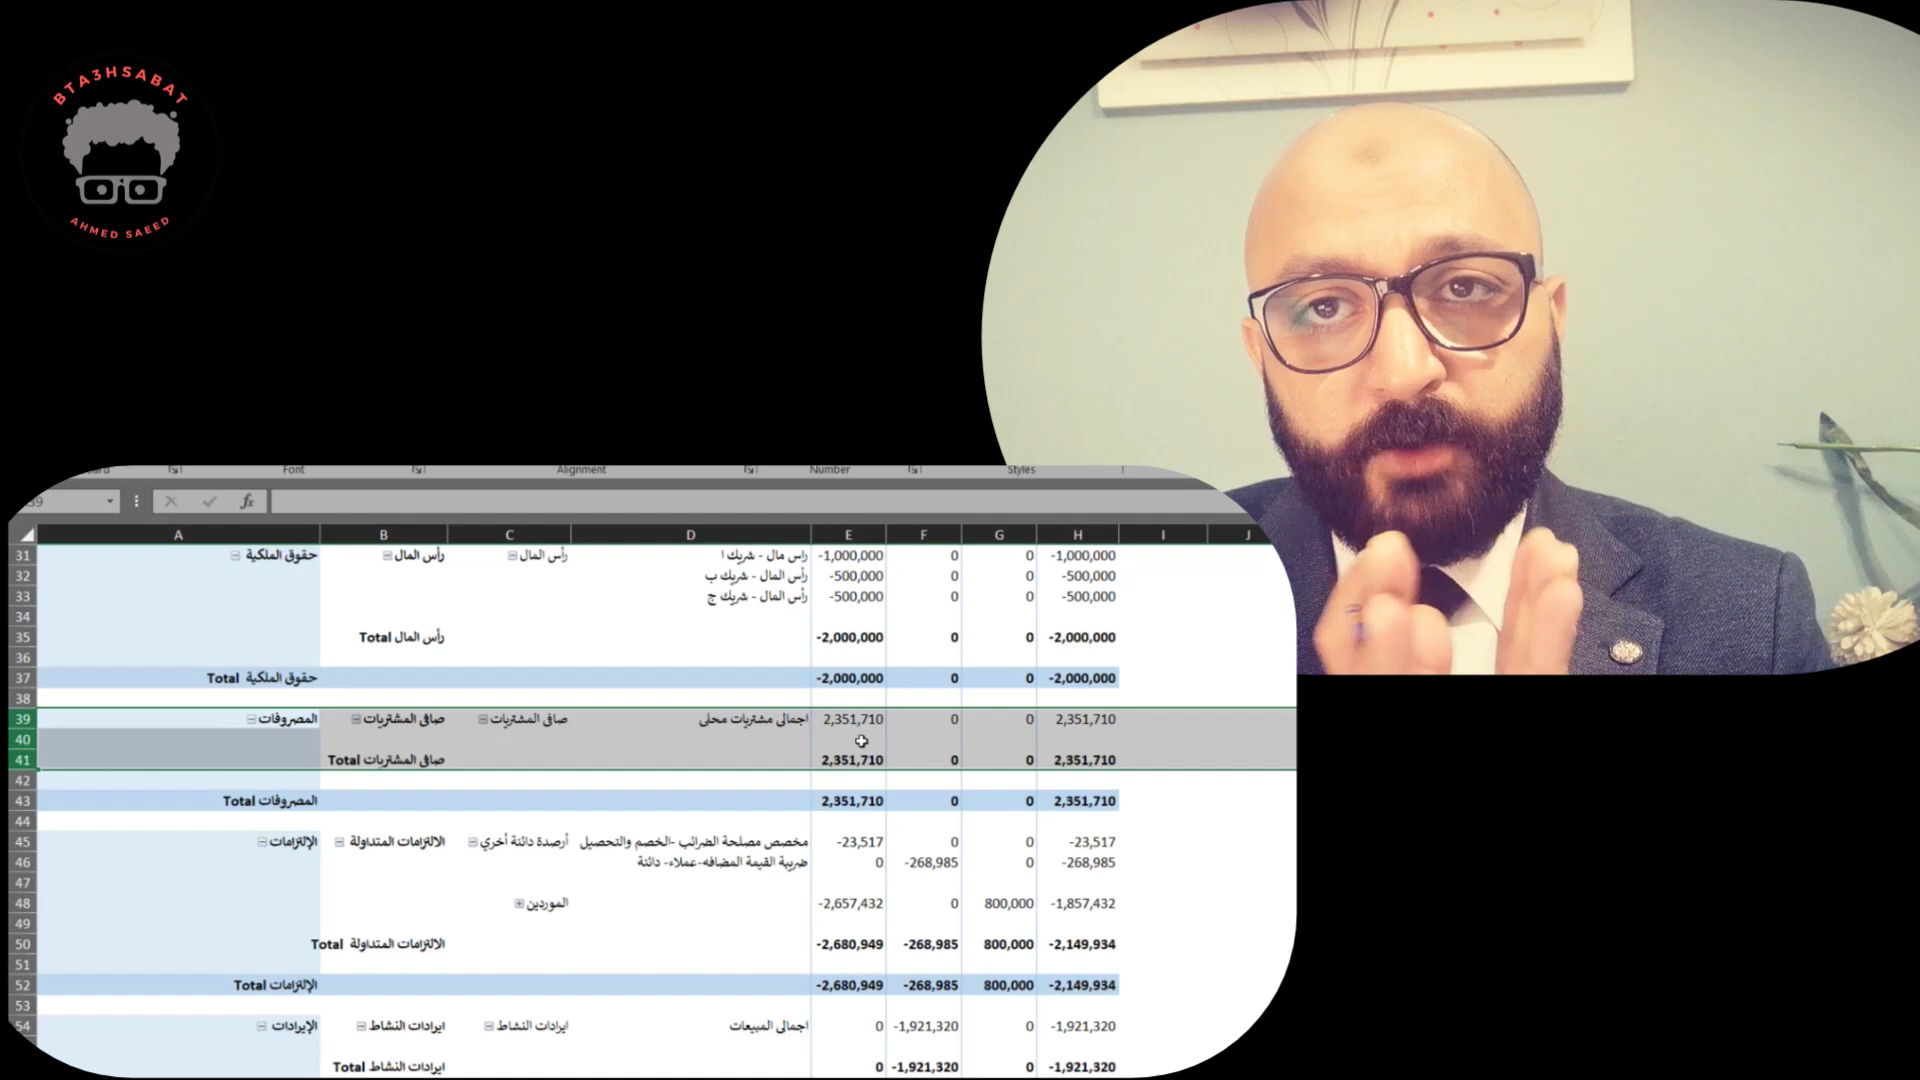 BTA3HSABAT
AHMED SAEED
Font Alignment Number Styles
fx
A B C D E F G H I J
31 حقوق الملكية رأس المال رأس المال راس مال - شريك ا -1,000,000 0 0 -1,000,000
32 رأس المال - شريك ب -500,000 0 0 -500,000
33 رأس المال - شريك ج -500,000 0 0 -500,000
34
35 رأس المال Total -2,000,000 0 0 -2,000,000
36
37 حقوق الملكية Total -2,000,000 0 0 -2,000,000
38
39 المصروفات صافى المشتريات صافى المشتريات اجمالى مشتريات محلى 2,351,710 0 0 2,351,710
40
41 صافى المشتريات Total 2,351,710 0 0 2,351,710
42
43 المصروفات Total 2,351,710 0 0 2,351,710
44
45 الإلتزامات الالتزامات المتداولة أرصدة دائنة أخري مخصص مصلحة الضرائب -الخصم والتحصيل -23,517 0 0 -23,517
46 ضريبة القيمة المضافه-عملاء- دائنة 0 -268,985 0 -268,985
47
48 الموردين -2,657,432 0 800,000 -1,857,432
49
50 الالتزامات المتداولة Total -2,680,949 -268,985 800,000 -2,149,934
51
52 الإلتزامات Total -2,680,949 -268,985 800,000 -2,149,934
53
54 الإيرادات ايرادات النشاط ايرادات النشاط اجمالى المبيعات 0 -1,921,320 0 -1,921,320
ايرادات النشاط Total 0 -1,921,320 0 -1,921,320